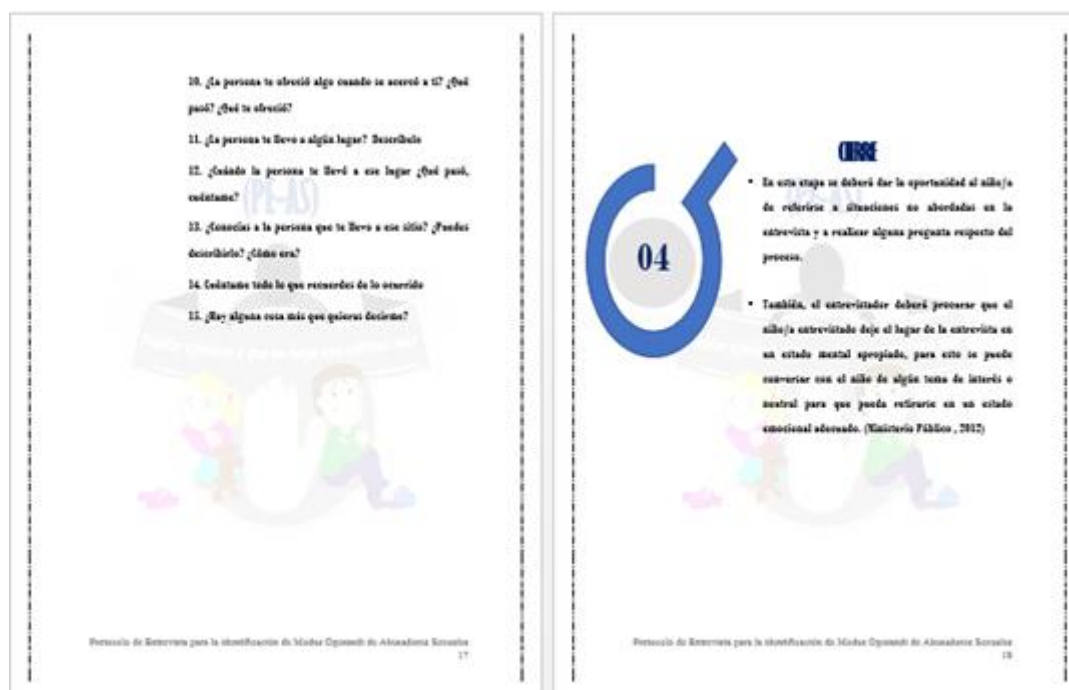 10. ¿La persona te ofreció algo cuando se acercó a ti? ¿Qué
pasó? ¿Qué te ofreció?
11. ¿La persona te llevo a algún lugar? Descríbelo
12. ¿Cuándo la persona te llevó a ese lugar ¿Qué pasó,
cuéntame?
13. ¿Conocías a la persona que te llevo a ese sitio? ¿Puedes
describirlo? ¿Cómo era?
14. Cuéntame todo lo que recuerdes de lo ocurrido
15. ¿Hay alguna cosa más que quieras decirme?
(PE-AS)
Protocolo de Entrevista para la identificación de Modus Operandi de Abusadores Sexuales
17
04
CIERRE
• En esta etapa se deberá dar la oportunidad al niño/a
de referirse a situaciones no abordadas en la
entrevista y a realizar alguna pregunta respecto del
proceso.
• También, el entrevistador deberá procurar que el
niño/a entrevistado deje el lugar de la entrevista en
un estado mental apropiado, para esto se puede
conversar con el niño de algún tema de interés o
neutral para que pueda retirarse en un estado
emocional adecuado. (Ministerio Público , 2012)
Protocolo de Entrevista para la identificación de Modus Operandi de Abusadores Sexuales
18